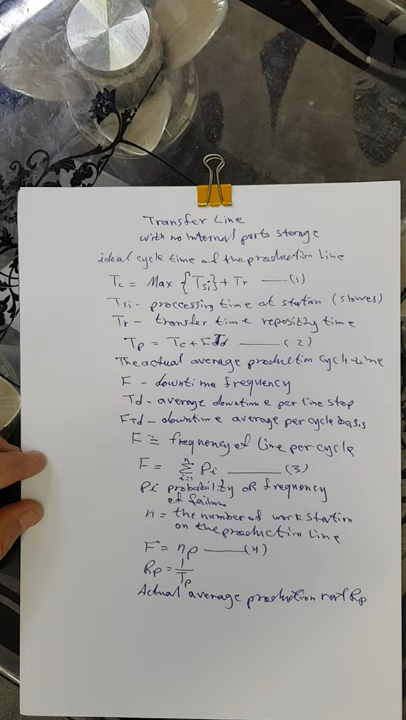 Transfer Line
with no Internal parts storage
ideal cycle time of the production line
Tc = Max {Tsi} + Tr —— (1)
Tsi - proccessing time at station (slowes)
Tr - transfer time repositiy time
Tp = Tc + FTd —— (2)
The actual average production cycle time
F - downtime frequency
Td - average downtime per line stop
FTd - downtime average per cycle basis
F = frequency of line per cycle
F = Σ i=1 n Pi —— (3)
Pi probability or frequency
of failure
n = the number of work station
on the production line
F = np —— (4)
Rp = 1/Tp
Actual average production rate Rp